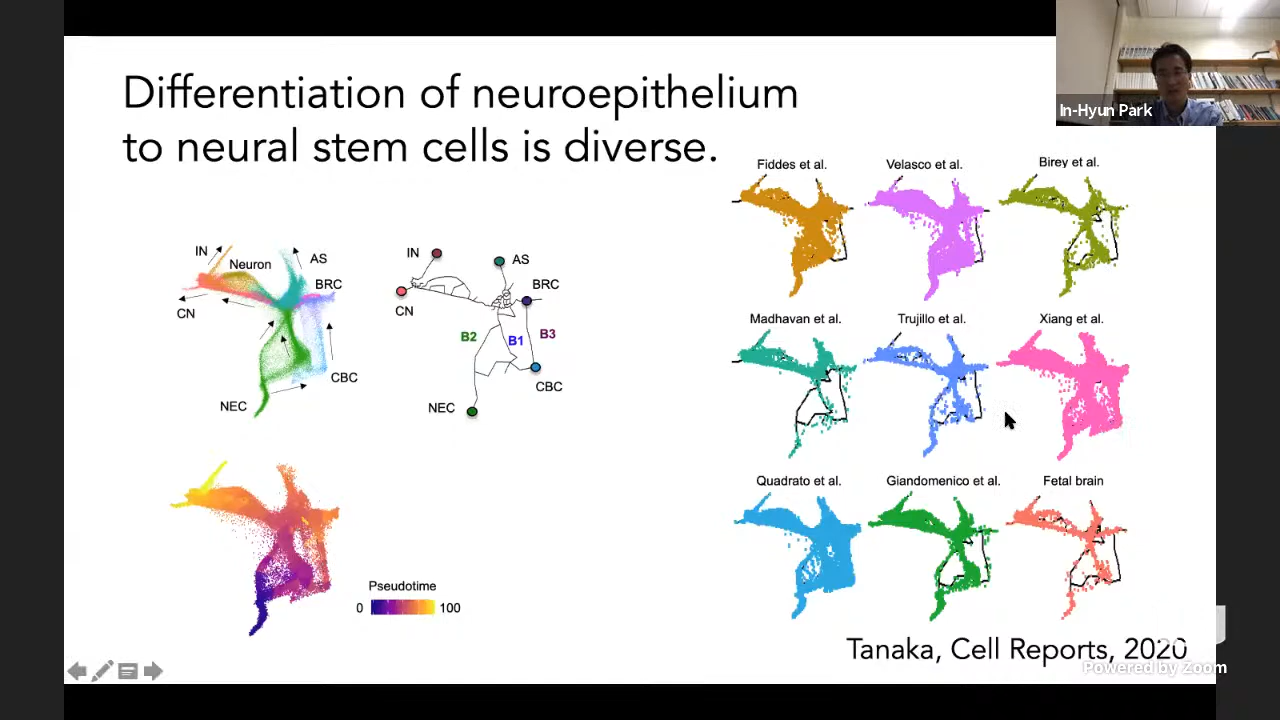 Differentiation of neuroepithelium
to neural stem cells is diverse.
In-Hyun Park
IN
Neuron
AS
BRC
CN
CBC
NEC
IN
AS
BRC
CN
B2
B1
B3
CBC
NEC
Pseudotime
0
100
Fiddes et al.
Velasco et al.
Birey et al.
Madhavan et al.
Trujillo et al.
Xiang et al.
Quadrato et al.
Giandomenico et al.
Fetal brain
Tanaka, Cell Reports, 2020
Powered by Zoom